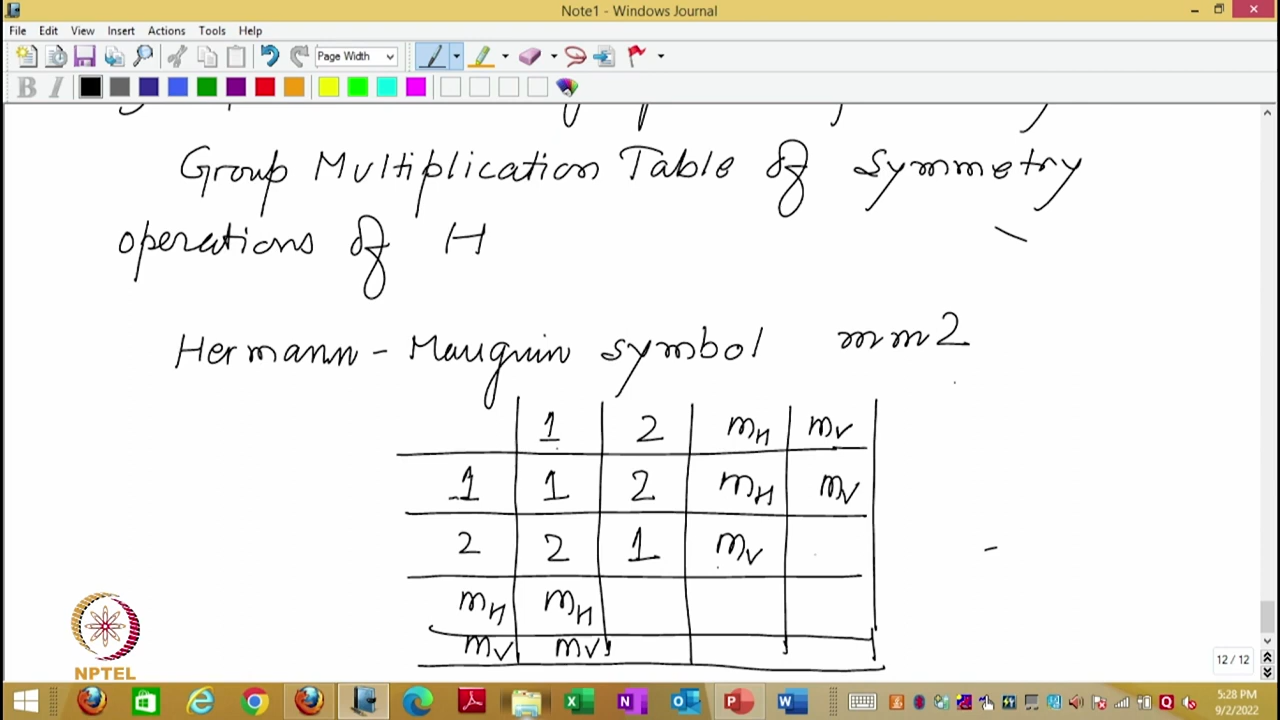 Note1 - Windows Journal
File Edit View Insert Actions Tools Help
Page Width
B I
Group Multiplication Table of Symmetry
operations of H
Hermann - Mauguin symbol mm2
1 2 mH mV
1 1 2 mH mV
2 2 1 mV
mH mH
mV mV
NPTEL
12 / 12
5:28 PM
9/2/2022